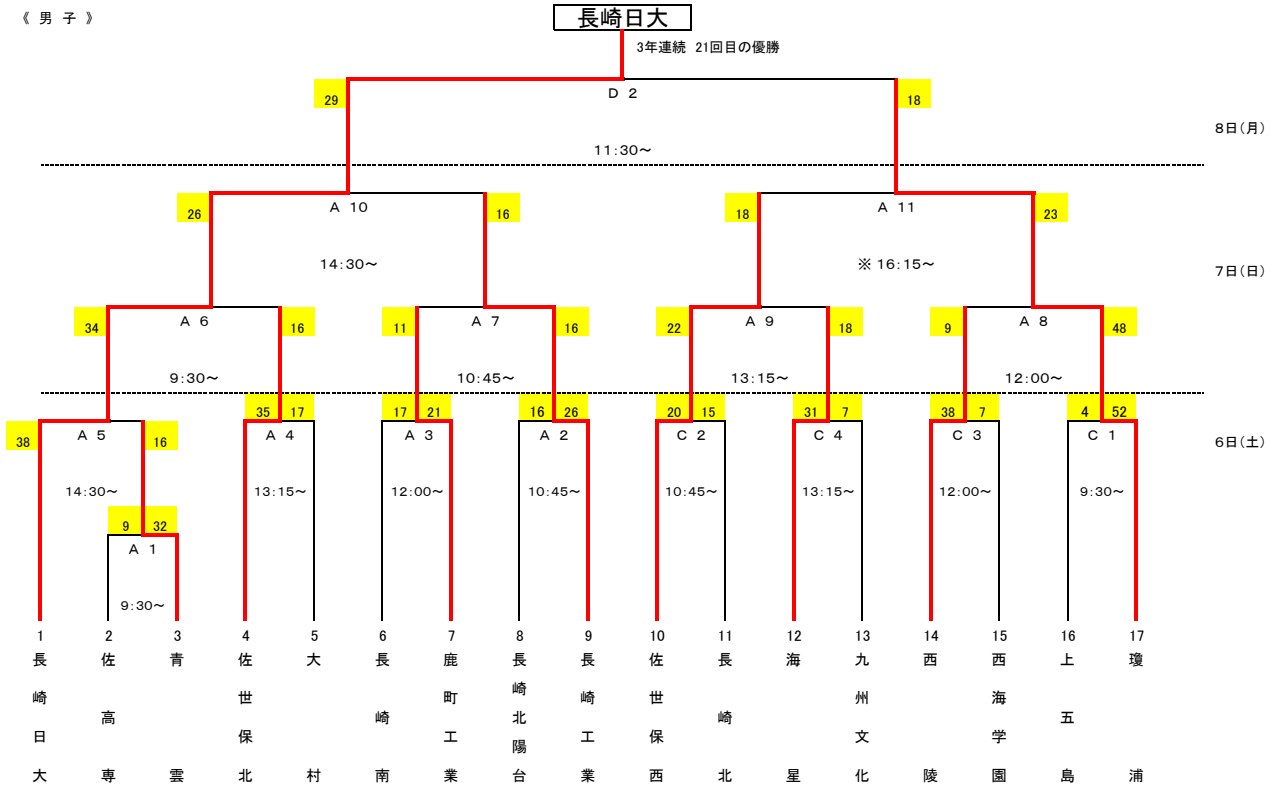 《 男 子 》
長崎日大
3年連続 21回目の優勝
29
18
D 2
8日(月)
11:30～
26
A 10
16
18
A 11
23
14:30～
※ 16:15～
7日(日)
34
A 6
16
11
A 7
16
22
A 9
18
9
A 8
48
9:30～
10:45～
13:15～
12:00～
35 17
17 21
16 26
20 15
31 7
38 7
4 52
38
A 5
16
A 4
A 3
A 2
C 2
C 4
C 3
C 1
6日(土)
14:30～
13:15～
12:00～
10:45～
10:45～
13:15～
12:00～
9:30～
9 32
A 1
9:30～
1 2 3 4 5 6 7 8 9 10 11 12 13 14 15 16 17
長崎日大
佐高専
青雲
佐世保北
大村
長崎南
鹿町工業
長崎北陽台
長崎工業
佐世保西
長崎北
海星
九州文化
西陵
西海学園
上五島
瓊浦